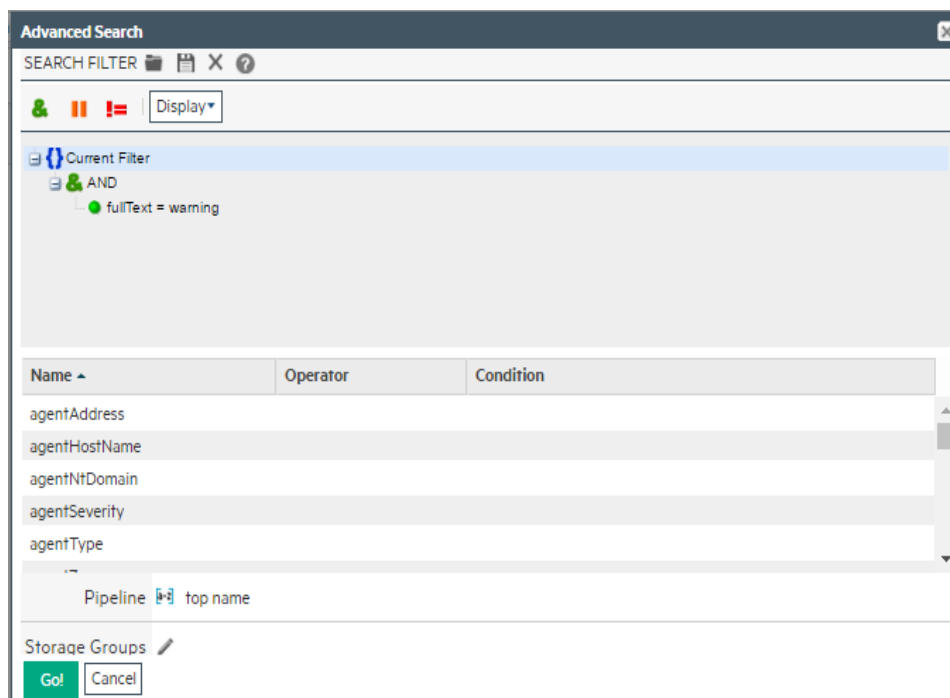 Advanced Search
SEARCH FILTER
Display
Current Filter
AND
fullText = warning
Name Operator Condition
agentAddress
agentHostName
agentNtDomain
agentSeverity
agentType
Pipeline top name
Storage Groups
Go! Cancel